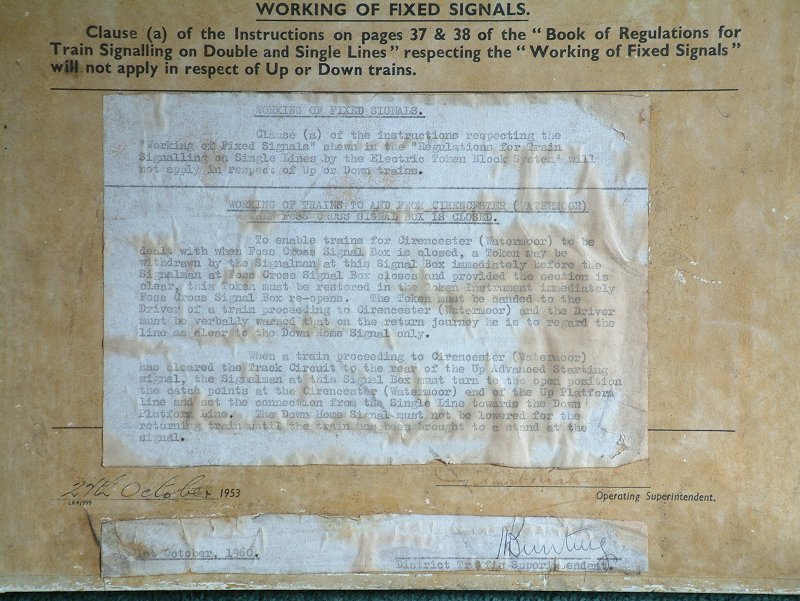 WORKING OF FIXED SIGNALS.
Clause (a) of the Instructions on pages 37 & 38 of the "Book of Regulations for
Train Signalling on Double and Single Lines" respecting the "Working of Fixed Signals"
will not apply in respect of Up or Down trains.
WORKING OF FIXED SIGNALS.
Clause (a) of the instructions respecting the
"Working of Fixed Signals" shewn in the "Regulations for Train
Signalling on Single Lines by the Electric Token Block System" will
not apply in respect of Up or Down trains.
WORKING OF TRAINS TO AND FROM CIRENCESTER (WATERMOOR)
WHEN FOSS CROSS SIGNAL BOX IS CLOSED.
To enable trains for Cirencester (Watermoor) to be
dealt with when Foss Cross Signal Box is closed, a Token may be
withdrawn by the Signalman at this Signal Box immediately before the
Signalman at Foss Cross Signal Box closes and provided the section is
clear, this Token must be restored in the Token Instrument immediately
Foss Cross Signal Box re-opens. The Token must be handed to the
Driver of a train proceeding to Cirencester (Watermoor) and the Driver
must be verbally warned that on the return journey he is to regard the
line as clear to the Down Home Signal only.
When a train proceeding to Cirencester (Watermoor)
has cleared the Track Circuit to the rear of the Up Advanced Starting
signal, the Signalman at this Signal Box must turn to the open position
the catch points at the Cirencester (Watermoor) end of the Up Platform
line and set the connection from the Single Line towards the Down
Platform Line. The Down Home Signal must not be lowered for the
returning train until the train has been brought to a stand at the
signal.
27th October 1953
LK42999
Operating Superintendent.
October, 1960.
H Bunting
District Traffic Superintendent.